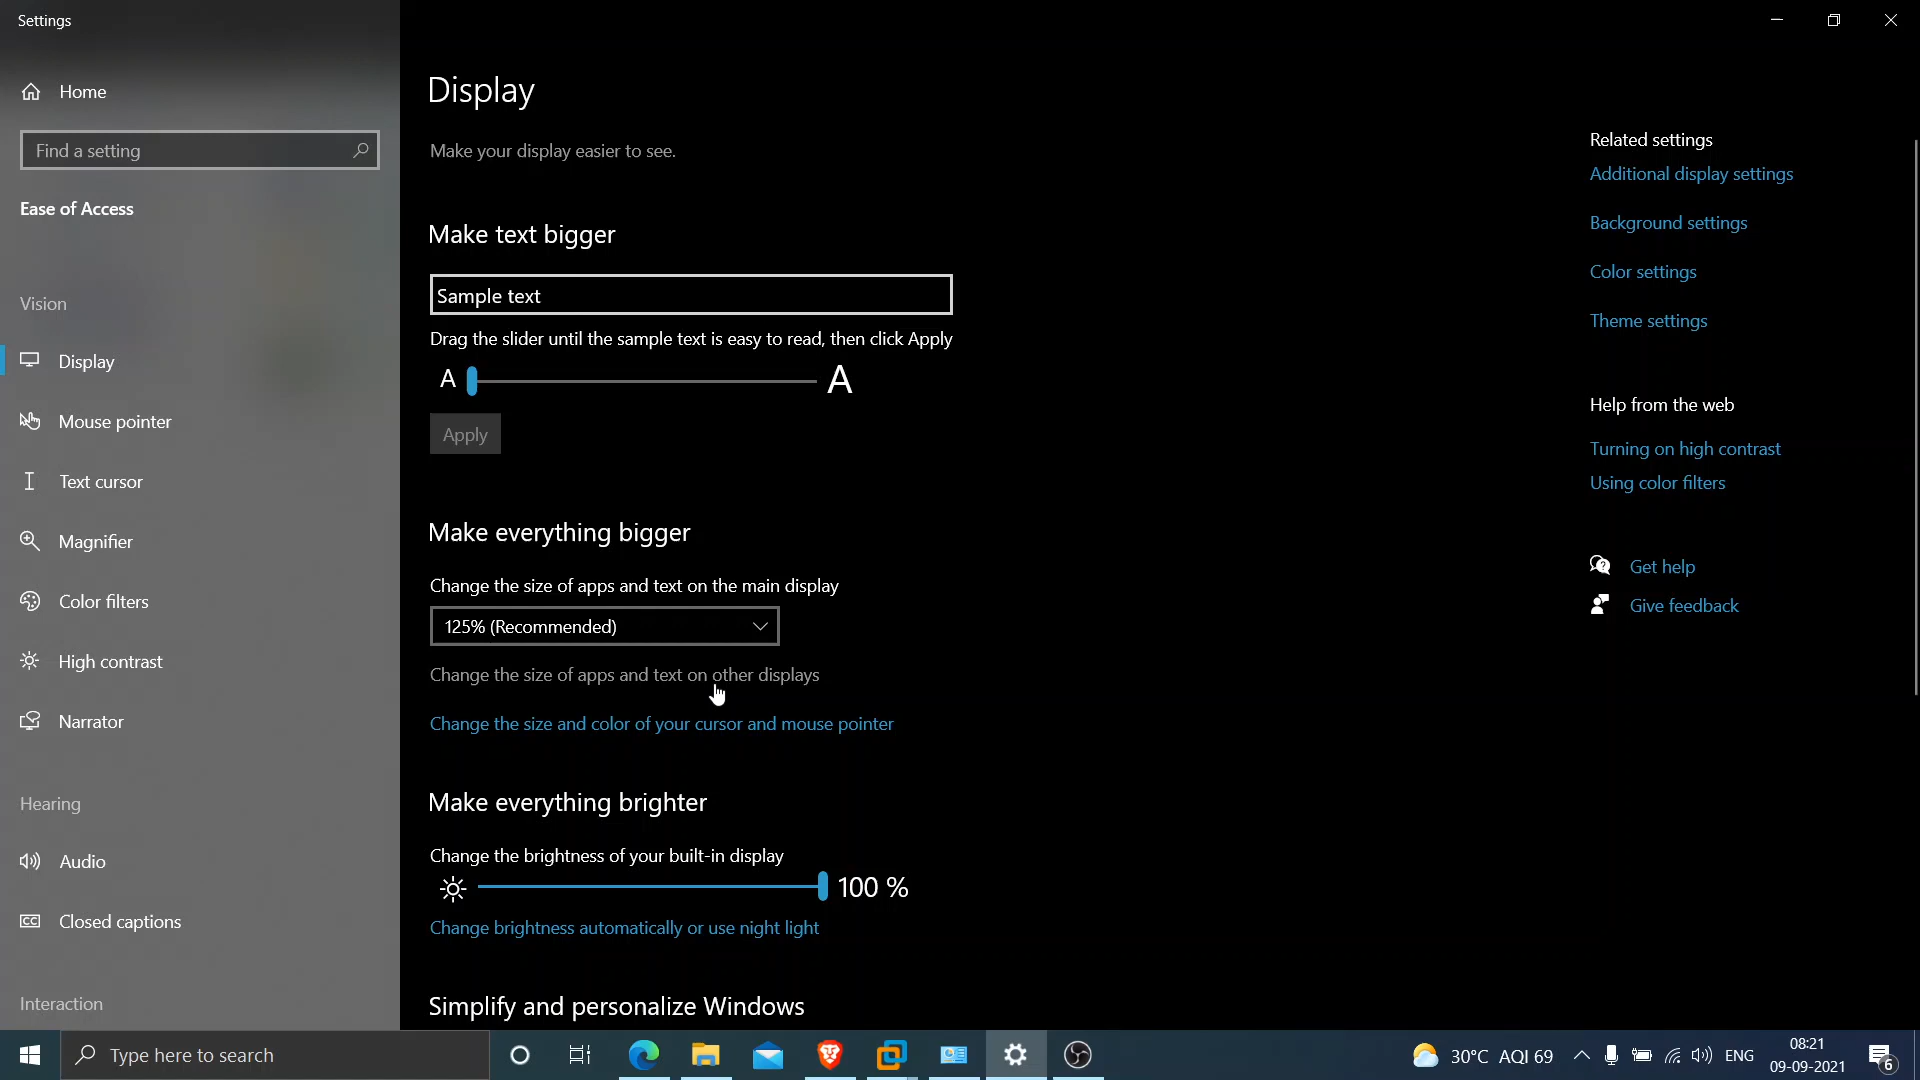 Settings
Home
Find a setting
Ease of Access
Vision
Display
Mouse pointer
Text cursor
Magnifier
Color filters
High contrast
Narrator
Hearing
Audio
Closed captions
Interaction
Display
Make your display easier to see.
Make text bigger
Sample text
Drag the slider until the sample text is easy to read, then click Apply
A A
Apply
Make everything bigger
Change the size of apps and text on the main display
125% (Recommended)
Change the size of apps and text on other displays
Change the size and color of your cursor and mouse pointer
Make everything brighter
Change the brightness of your built-in display
100 %
Change brightness automatically or use night light
Simplify and personalize Windows
Related settings
Additional display settings
Background settings
Color settings
Theme settings
Help from the web
Turning on high contrast
Using color filters
Get help
Give feedback
Type here to search
30°C AQI 69
ENG
08:21
09-09-2021
6